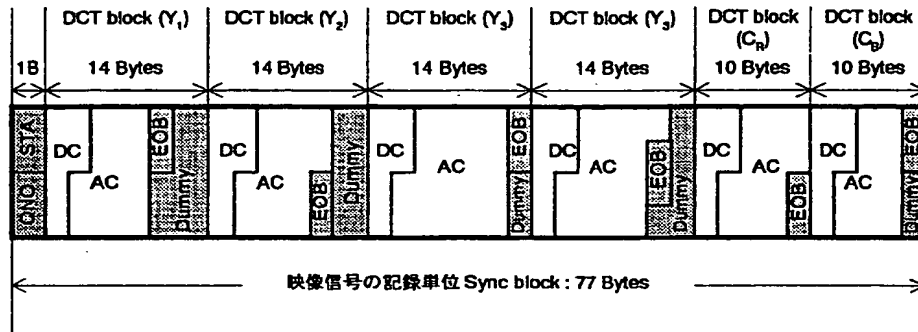 DCT block (Y1)
DCT block (Y2)
DCT block (Y3)
DCT block (Y3)
DCT block (CR)
DCT block (CB)
1B
14 Bytes
14 Bytes
14 Bytes
14 Bytes
10 Bytes
10 Bytes
QNO STA
DC
AC
EOB
Dummy
DC
AC
EOB
Dummy
DC
AC
EOB
Dummy
DC
AC
EOB
Dummy
DC
AC
EOB
DC
AC
EOB
Dummy
映像信号の記録単位 Sync block : 77 Bytes